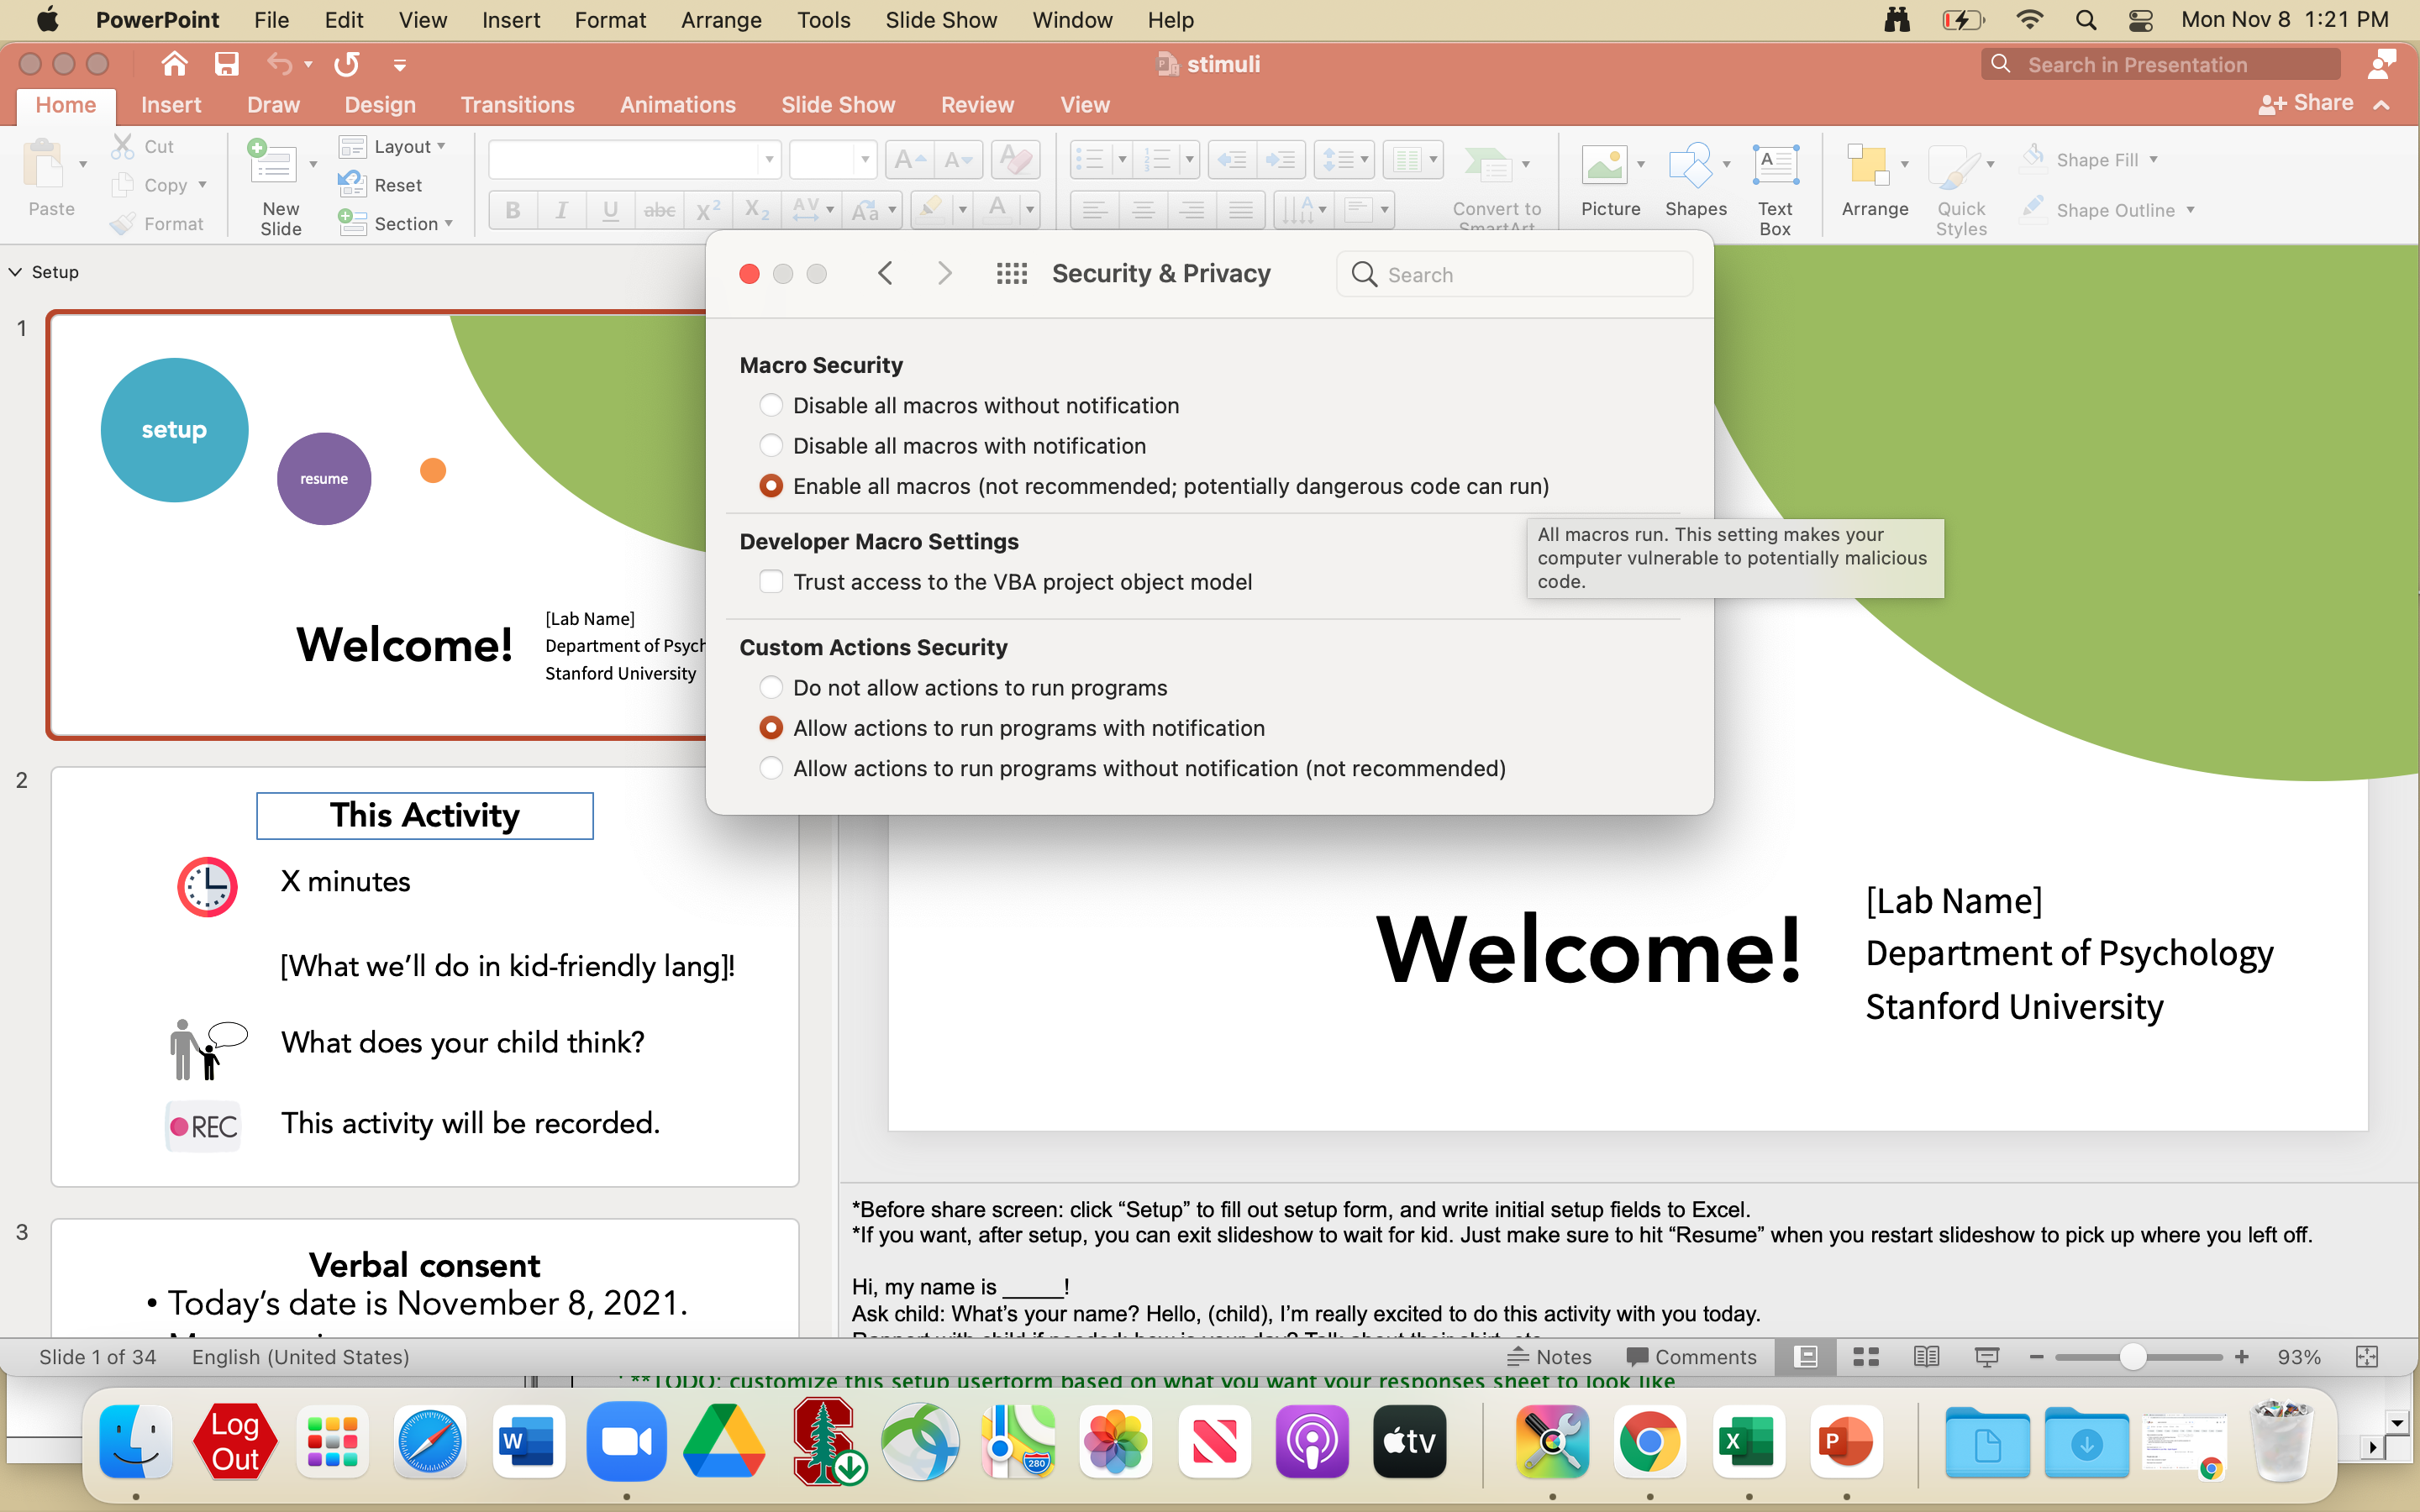 PowerPoint File Edit View Insert Format Arrange Tools Slide Show Window Help Mon Nov 8 1:21 PM
stimuli
Search in Presentation
Home Insert Draw Design Transitions Animations Slide Show Review View Share
Paste
Cut
Copy
Format
New
Slide
Layout
Reset
Section
Convert to
SmartArt
Picture
Shapes
Text
Box
Arrange
Quick
Styles
Shape Fill
Shape Outline
Setup
1
setup
resume
Welcome!
[Lab Name]
Department of Psych
Stanford University
2
This Activity
X minutes
[What we’ll do in kid-friendly lang]!
What does your child think?
REC
This activity will be recorded.
3
Verbal consent
• Today’s date is November 8, 2021.
Security & Privacy
Search
Macro Security
Disable all macros without notification
Disable all macros with notification
Enable all macros (not recommended; potentially dangerous code can run)
Developer Macro Settings
Trust access to the VBA project object model
Custom Actions Security
Do not allow actions to run programs
Allow actions to run programs with notification
Allow actions to run programs without notification (not recommended)
All macros run. This setting makes your
computer vulnerable to potentially malicious
code.
Welcome!
[Lab Name]
Department of Psychology
Stanford University
*Before share screen: click “Setup” to fill out setup form, and write initial setup fields to Excel.
*If you want, after setup, you can exit slideshow to wait for kid. Just make sure to hit “Resume” when you restart slideshow to pick up where you left off.
Hi, my name is _____!
Ask child: What’s your name? Hello, (child), I’m really excited to do this activity with you today.
Slide 1 of 34 English (United States) Notes Comments 93%
**TODO: customize this setup userform based on what you want your responses sheet to look like
Log
Out
W
280
tv
X
P